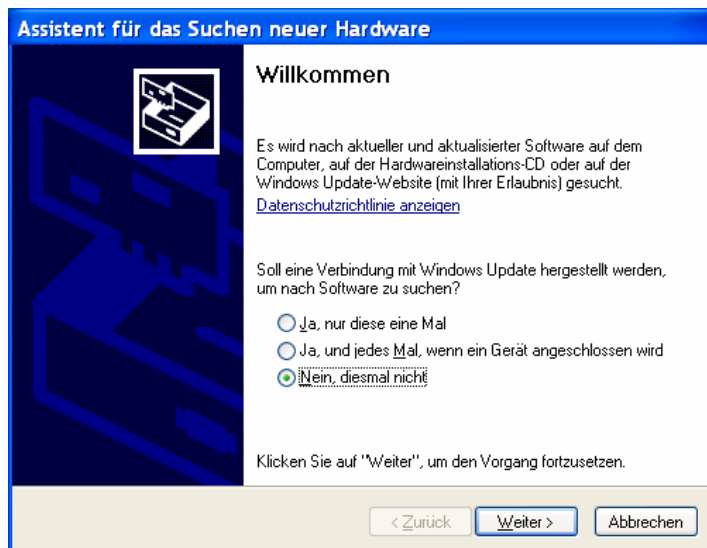 Assistent für das Suchen neuer Hardware
Willkommen
Es wird nach aktueller und aktualisierter Software auf dem
Computer, auf der Hardwareinstallations-CD oder auf der
Windows Update-Website (mit Ihrer Erlaubnis) gesucht.
Datenschutzrichtlinie anzeigen
Soll eine Verbindung mit Windows Update hergestellt werden,
um nach Software zu suchen?
Ja, nur diese eine Mal
Ja, und jedes Mal, wenn ein Gerät angeschlossen wird
Nein, diesmal nicht
Klicken Sie auf "Weiter", um den Vorgang fortzusetzen.
< Zurück Weiter > Abbrechen